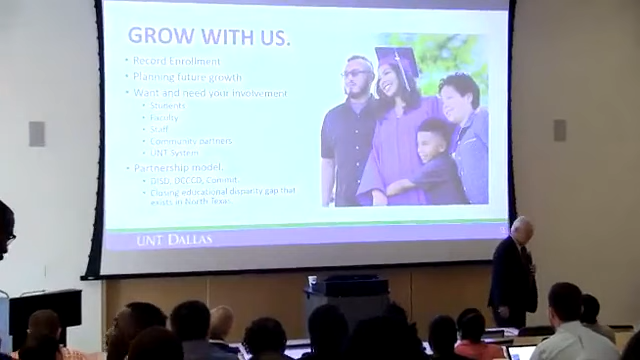 GROW WITH US.
• Record Enrollment
• Planning future growth
• Want and need your involvement
• Students
• Faculty
• Staff
• Community partners
• UNT System
• Partnership model:
• DISD, DCCCD, Commit
• Closing educational disparity gap that
exists in North Texas
UNT DALLAS